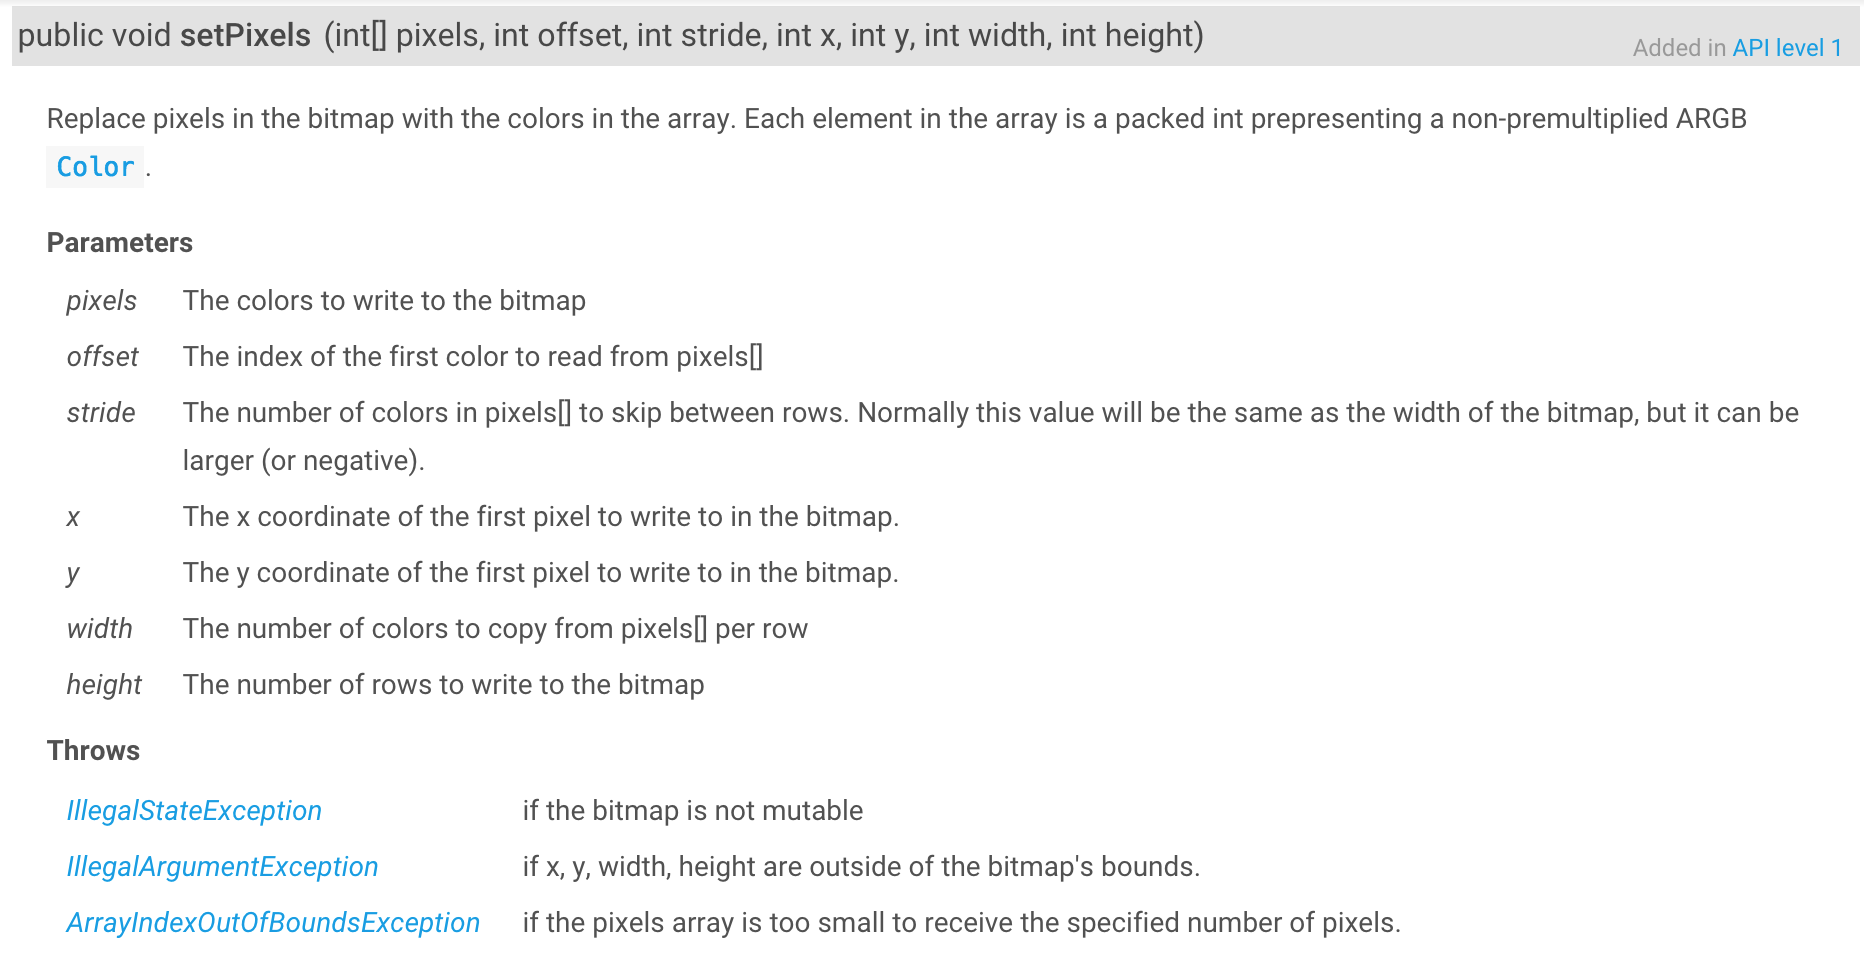 public void setPixels (int[] pixels, int offset, int stride, int x, int y, int width, int height)
Added in API level 1
Replace pixels in the bitmap with the colors in the array. Each element in the array is a packed int prepresenting a non-premultiplied ARGB
Color .
Parameters
pixels The colors to write to the bitmap
offset The index of the first color to read from pixels[]
stride The number of colors in pixels[] to skip between rows. Normally this value will be the same as the width of the bitmap, but it can be
larger (or negative).
x The x coordinate of the first pixel to write to in the bitmap.
y The y coordinate of the first pixel to write to in the bitmap.
width The number of colors to copy from pixels[] per row
height The number of rows to write to the bitmap
Throws
IllegalStateException if the bitmap is not mutable
IllegalArgumentException if x, y, width, height are outside of the bitmap's bounds.
ArrayIndexOutOfBoundsException if the pixels array is too small to receive the specified number of pixels.